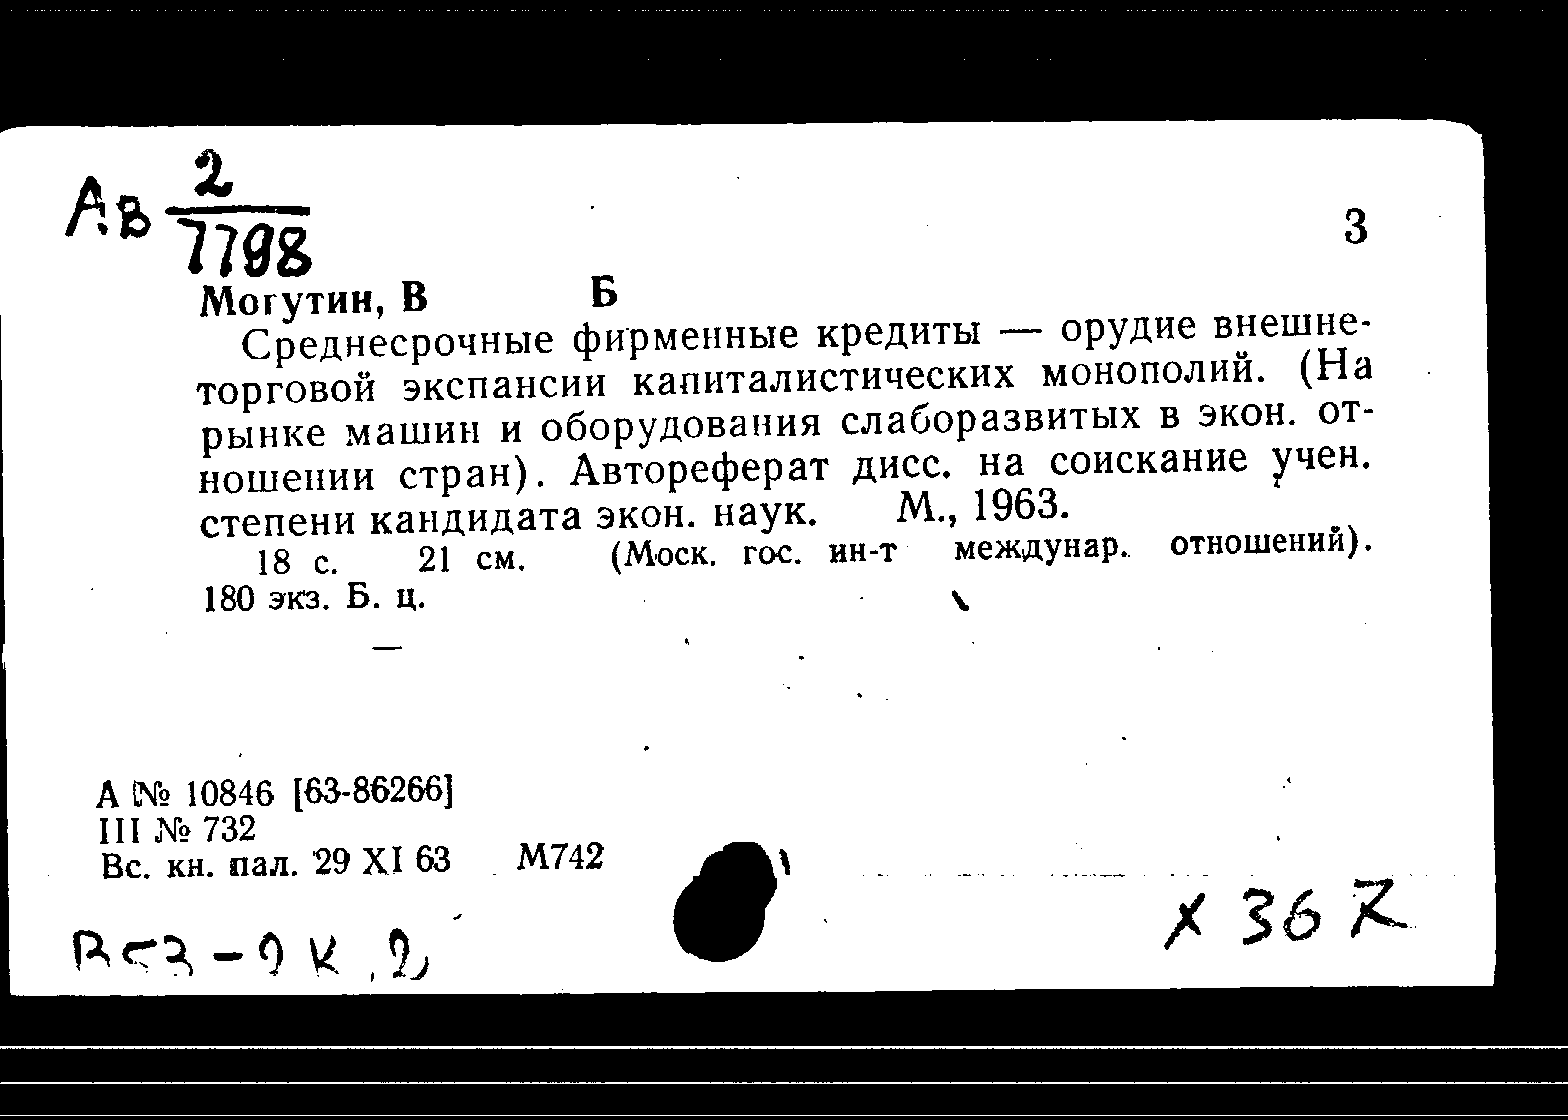 Ав 2
7798
3
Могутин, В Б
Среднесрочные фирменные кредиты — орудие внешне-
торговой экспансии капиталистических монополий. (На
рынке машин и оборудования слаборазвитых в экон. от-
ношении стран). Автореферат дисс. на соискание учен.
степени кандидата экон. наук. М., 1963.
18 с. 21 см. (Моск. гос. ин-т междунар. отношений).
180 экз. Б. ц.
—
А № 10846 [63-86266]
III № 732
Вс. кн. пал. 29 XI 63 М742
х 36